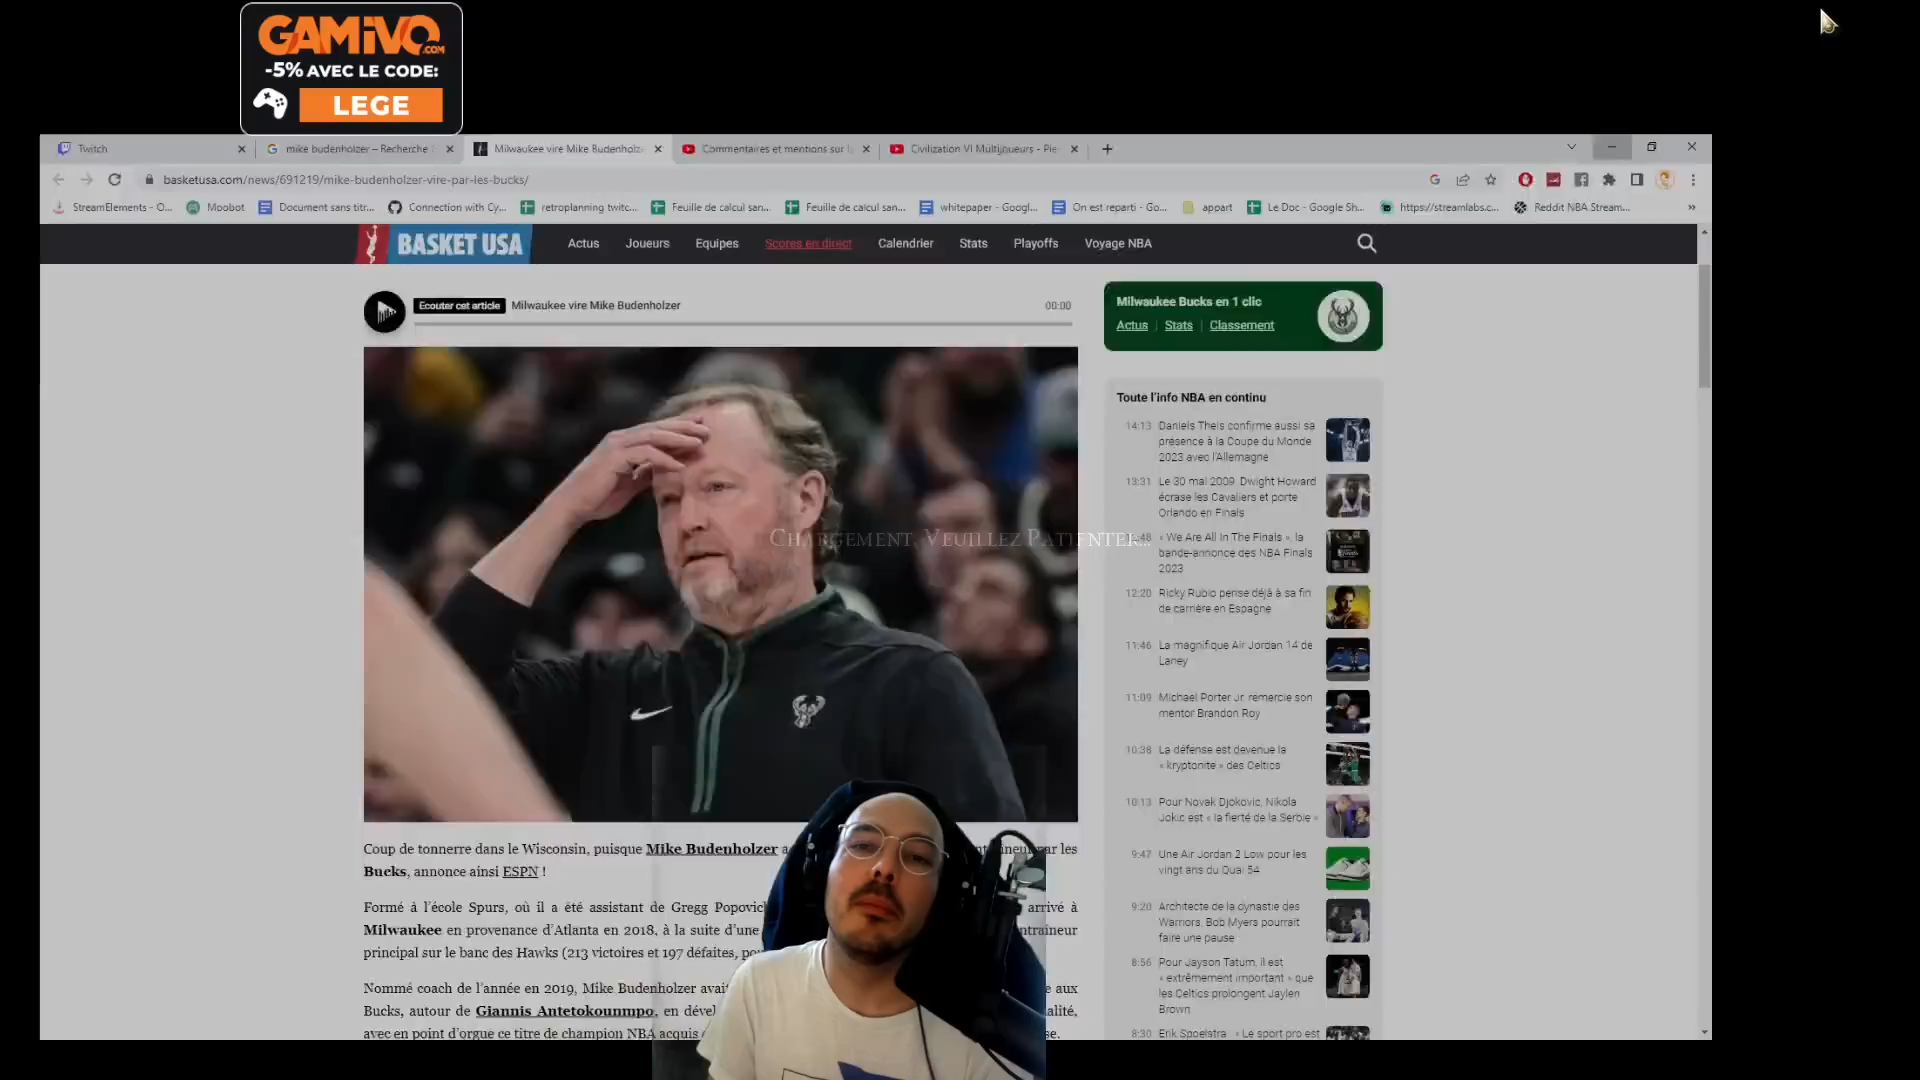 GAMIVO.COM
-5% AVEC LE CODE:
LEGE
Twitch
mike budenholzer – Recherche
Milwaukee vire Mike Budenholze
Commentaires et mentions sur l
Civilization VI Multijoueurs - Ple
basketusa.com/news/691219/mike-budenholzer-vire-par-les-bucks/
StreamElements - O...
Moobot
Document sans titr...
Connection with Cy...
retroplanning twitc...
Feuille de calcul san...
Feuille de calcul san...
whitepaper - Googl...
On est reparti - Go...
appart
Le Doc - Google Sh...
https://streamlabs.c...
Reddit NBA Stream...
BASKET USA
Actus
Joueurs
Equipes
Scores en direct
Calendrier
Stats
Playoffs
Voyage NBA
Ecouter cet article
Milwaukee vire Mike Budenholzer
00:00
Chargement, Veuillez Patienter...
Coup de tonnerre dans le Wisconsin, puisque Mike Budenholzer a par les
Bucks, annonce ainsi ESPN !
Formé à l'école Spurs, où il a été assistant de Gregg Popovich arrivé à
Milwaukee en provenance d'Atlanta en 2018, à la suite d'une
principal sur le banc des Hawks (213 victoires et 197 défaites,
Nommé coach de l'année en 2019, Mike Budenholzer avait aux
Bucks, autour de Giannis Antetokounmpo, en
avec en point d'orgue ce titre de champion NBA acquis
Milwaukee Bucks en 1 clic
Actus | Stats | Classement
Toute l'info NBA en continu
14:13 Daniels Theis confirme aussi sa
présence à la Coupe du Monde
2023 avec l'Allemagne
13:31 Le 30 mai 2009 Dwight Howard
écrase les Cavaliers et porte
Orlando en Finals
« We Are All In The Finals », la
bande-annonce des NBA Finals
2023
12:20 Ricky Rubio pense déjà à sa fin
de carrière en Espagne
11:46 La magnifique Air Jordan 14 de
Laney
11:09 Michael Porter Jr. remercie son
mentor Brandon Roy
10:38 La défense est devenue la
« kryptonite » des Celtics
10:13 Pour Novak Djokovic, Nikola
Jokic est « la fierté de la Serbie »
9:47 Une Air Jordan 2 Low pour les
vingt ans du Quai 54
9:20 Architecte de la dynastie des
Warriors, Bob Myers pourrait
faire une pause
8:56 Pour Jayson Tatum, il est
« extrêmement important » que
les Celtics prolongent Jaylen
Brown
8:30 Erik Spoelstra : « Le sport pro est